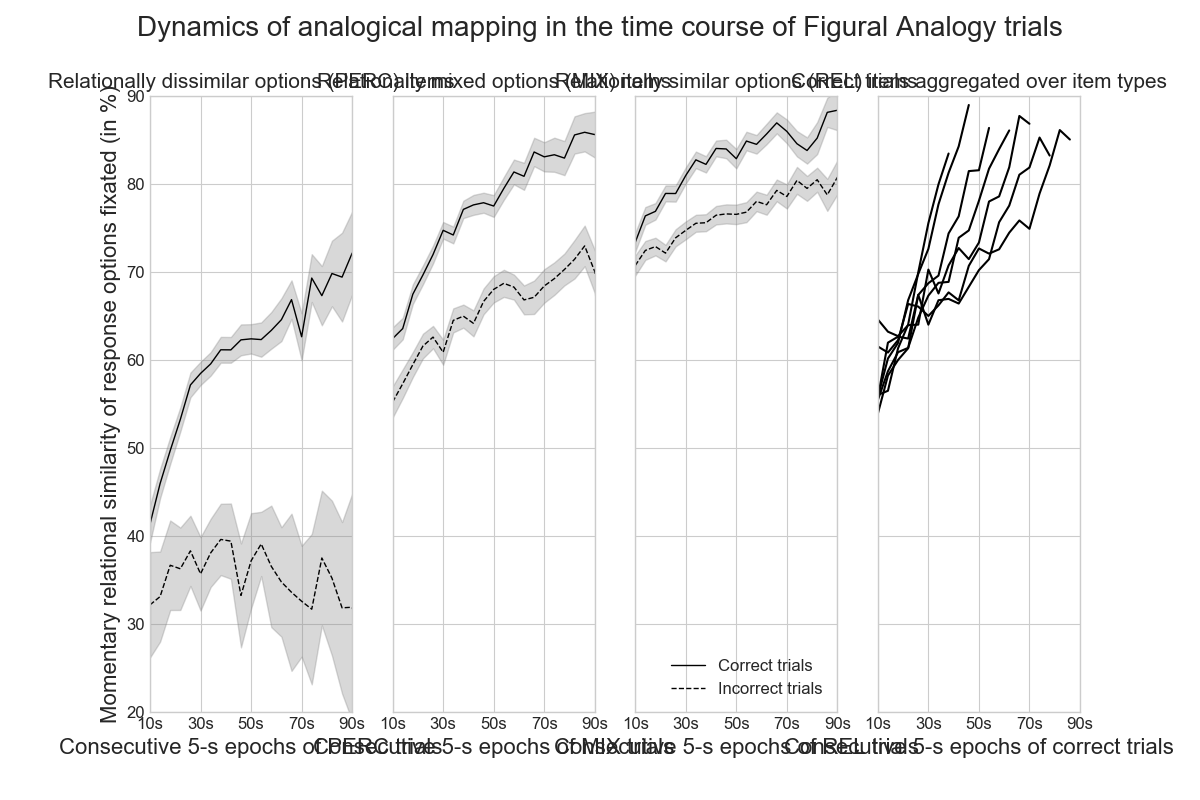 Dynamics of analogical mapping in the time course of Figural Analogy trials
Relationally dissimilar options (PERC) items
Relationally mixed options (MIX) items
Relationally similar options (REL) items
Correct trials aggregated over item types
Momentary relational similarity of response options fixated (in %)
90
80
70
60
50
40
30
20
10s 30s 50s 70s 90s
10s 30s 50s 70s 90s
10s 30s 50s 70s 90s
10s 30s 50s 70s 90s
Correct trials
Incorrect trials
Consecutive 5-s epochs of PERC trials
Consecutive 5-s epochs of MIX trials
Consecutive 5-s epochs of REL trials
Consecutive 5-s epochs of correct trials